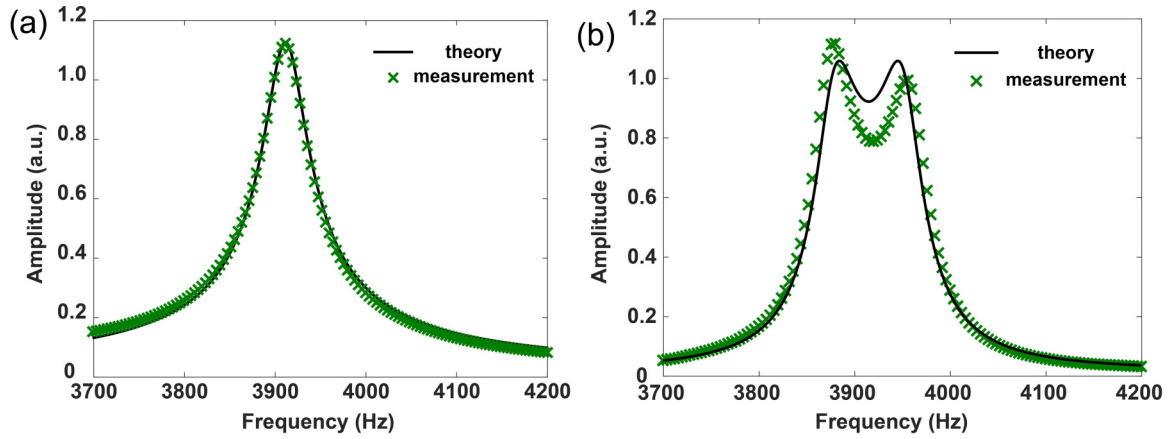 (a)
1.2
1.0
0.8
0.6
0.4
0.2
0
Amplitude (a.u.)
theory
measurement
3700 3800 3900 4000 4100 4200
Frequency (Hz)
(b)
1.2
1.0
0.8
0.6
0.4
0.2
0
Amplitude (a.u.)
theory
measurement
3700 3800 3900 4000 4100 4200
Frequency (Hz)